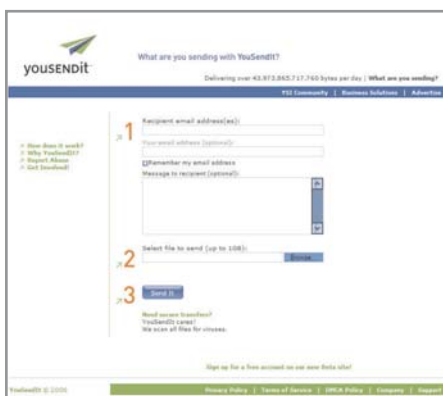 YOUSENDIT
What are you sending with YouSendIt?
Delivering over 43,973,865,717,760 bytes per day | What are you sending?
YSI Community | Business Solutions | Advertise
» How does it work?
» Why YouSendIt?
» Report Abuse
» Get Involved!
1
Recipient email address(es):
Your email address (optional):
Remember my email address
Message to recipient (optional):
2
Select file to send (up to 1GB):
Browse
3
Send It
Need secure transfers?
YouSendIt cares!
We scan all files for viruses.
Sign up for a free account on our new Beta site!
YouSendIt © 2006
Privacy Policy | Terms of Service | DMCA Policy | Company | Support